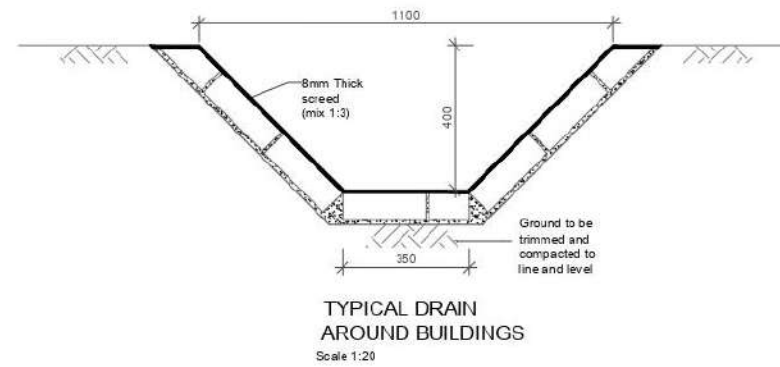 1100
8mm Thick
screed
(mix 1:3)
400
Ground to be
trimmed and
compacted to
line and level
350
TYPICAL DRAIN
AROUND BUILDINGS
Scale 1:20